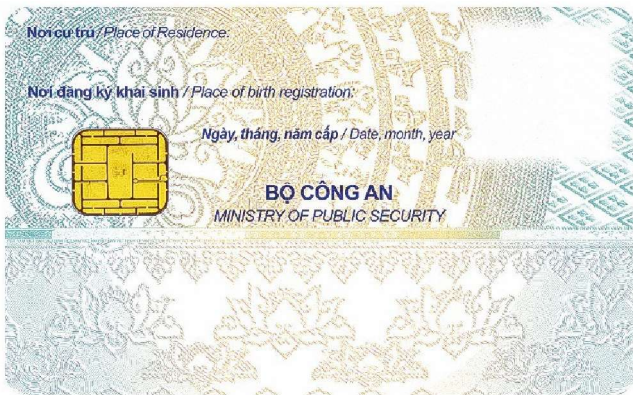 Nơi cư trú / Place of Residence:
Nơi đăng ký khai sinh / Place of birth registration:
Ngày, tháng, năm cấp / Date, month, year
BỘ CÔNG AN
MINISTRY OF PUBLIC SECURITY